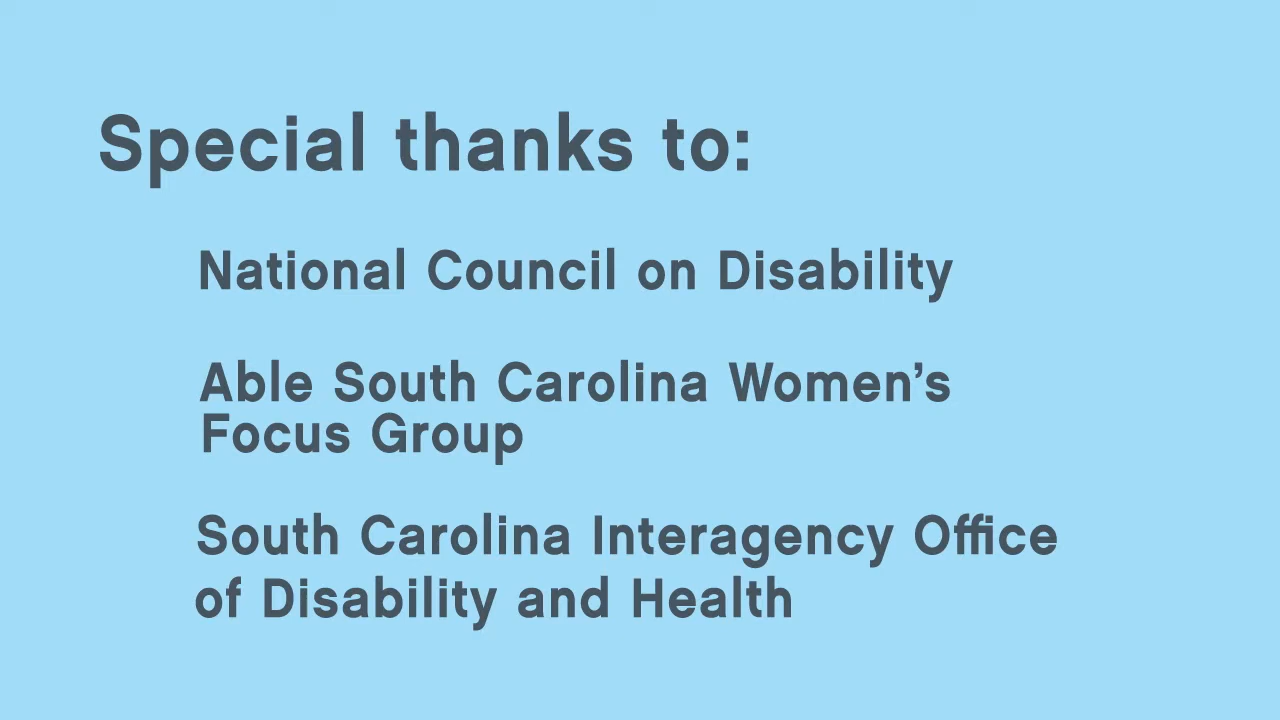 Special thanks to:
National Council on Disability
Able South Carolina Women’s
Focus Group
South Carolina Interagency Office
of Disability and Health